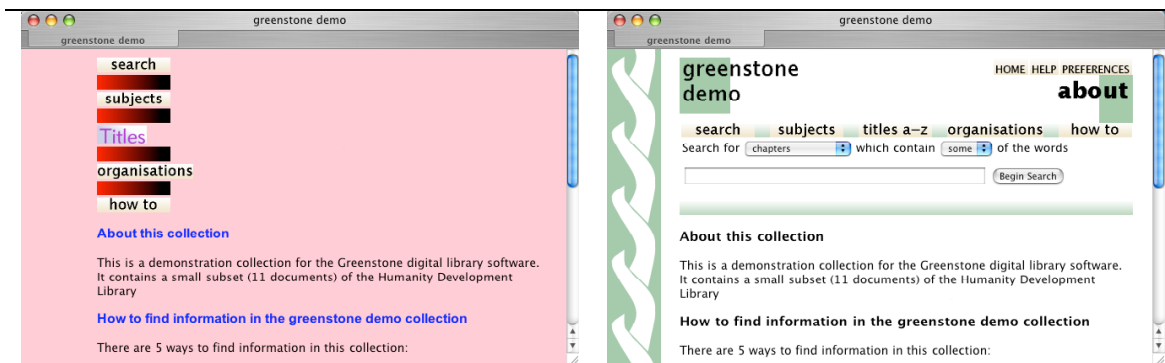 greenstone demo
greenstone demo
search
subjects
Titles
organisations
how to
About this collection
This is a demonstration collection for the Greenstone digital library software.
It contains a small subset (11 documents) of the Humanity Development
Library
How to find information in the greenstone demo collection
There are 5 ways to find information in this collection:
greenstone demo
greenstone demo
greenstone
demo
HOME HELP PREFERENCES
about
search subjects titles a–z organisations how to
Search for chapters which contain some of the words
Begin Search
About this collection
This is a demonstration collection for the Greenstone digital library software.
It contains a small subset (11 documents) of the Humanity Development
Library
How to find information in the greenstone demo collection
There are 5 ways to find information in this collection: